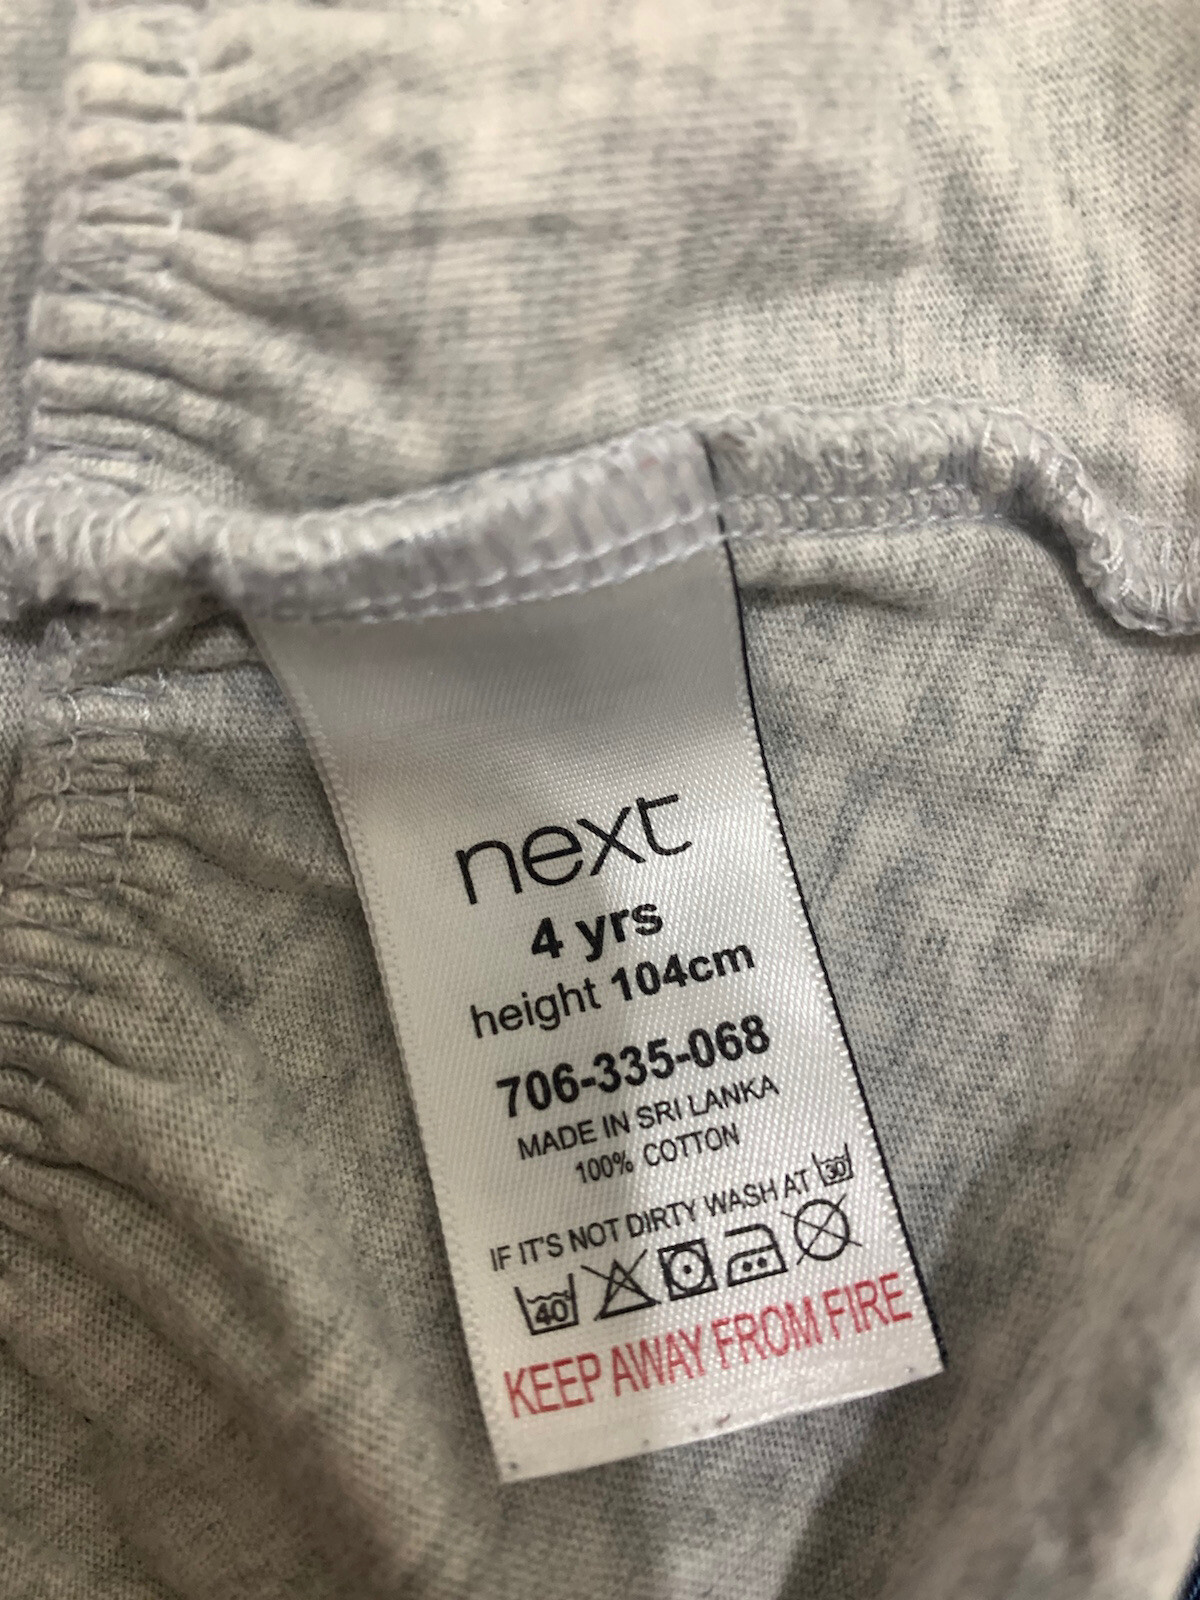 next
4 yrs
height 104cm
706-335-068
MADE IN SRI LANKA
100% COTTON
IF IT'S NOT DIRTY WASH AT 30
40
KEEP AWAY FROM FIRE